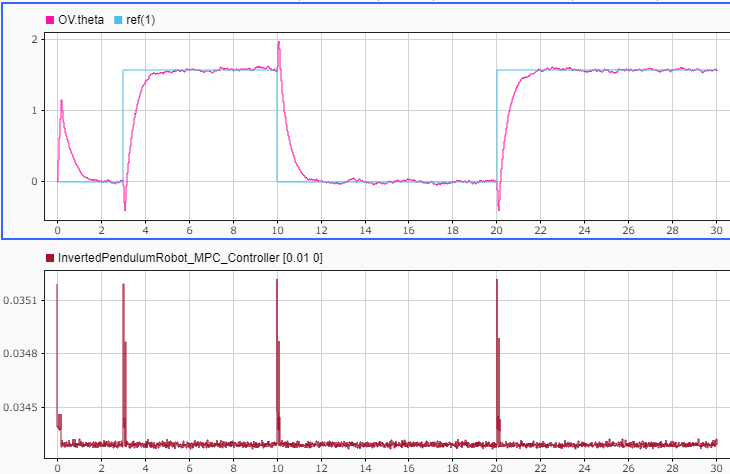 OV.theta ref(1)
2
1
0
0 2 4 6 8 10 12 14 16 18 20 22 24 26 28 30
InvertedPendulumRobot_MPC_Controller [0.01 0]
0.0351
0.0348
0.0345
0 2 4 6 8 10 12 14 16 18 20 22 24 26 28 30